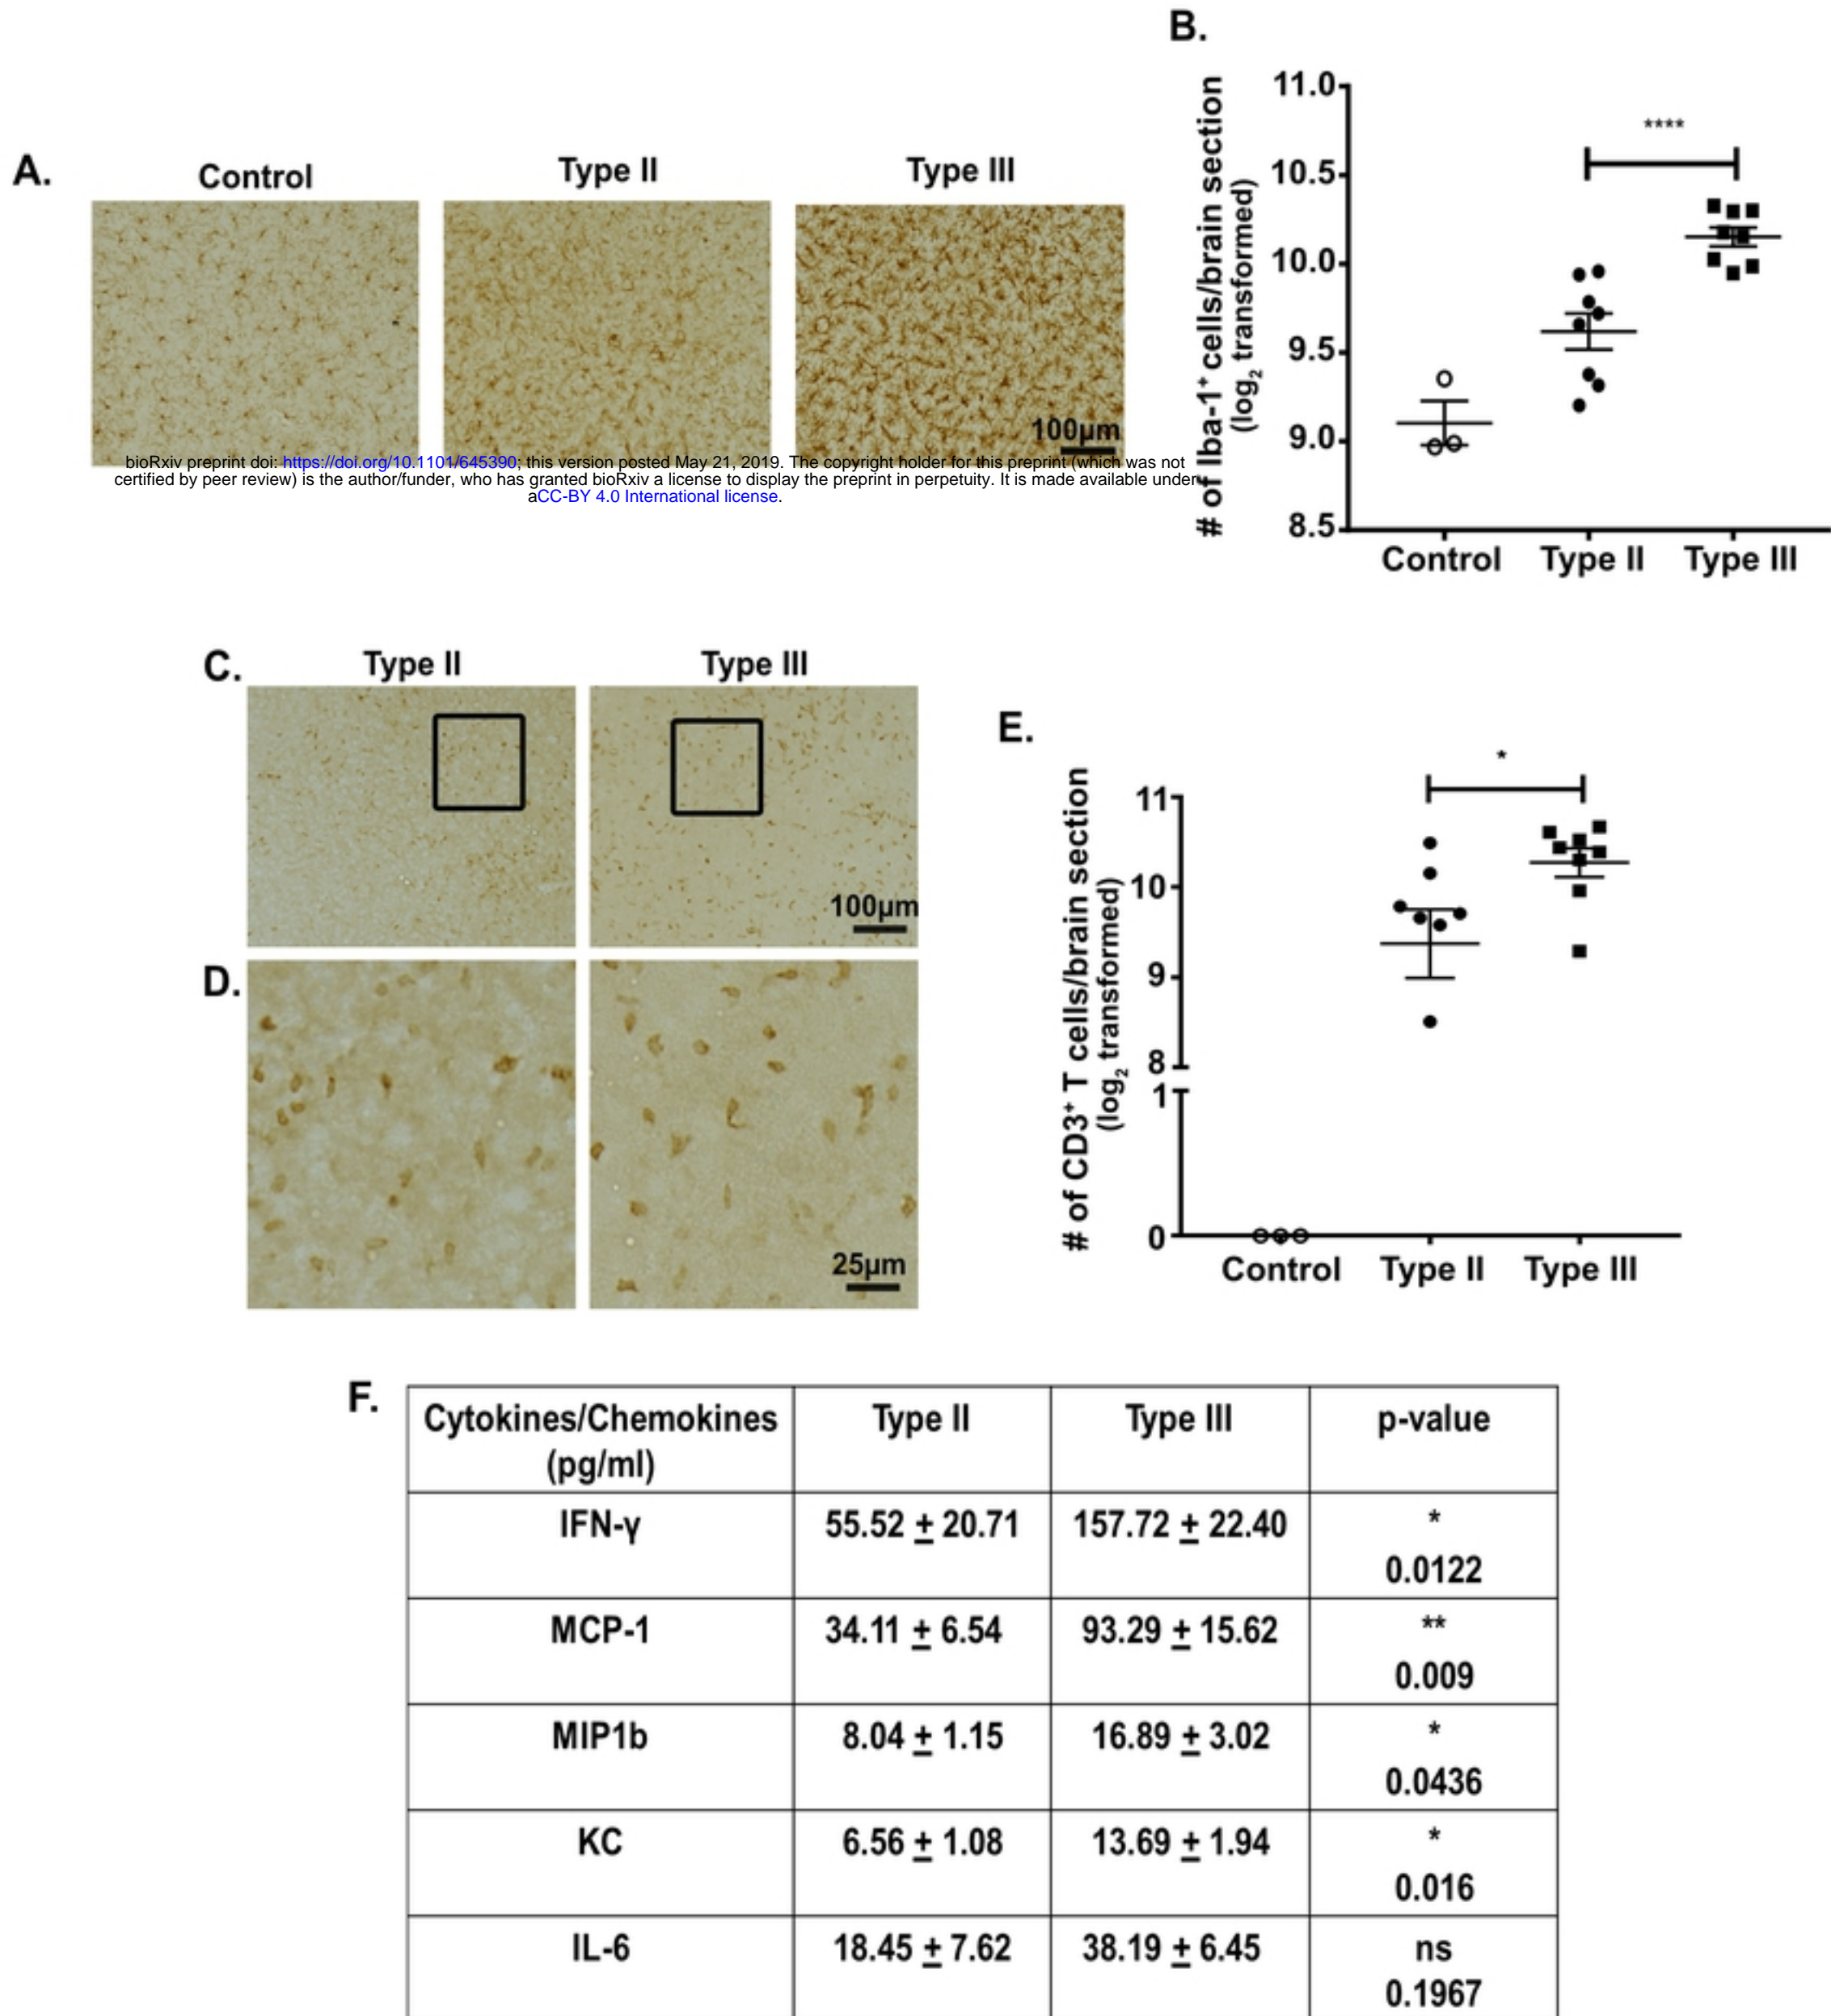 A.
Control
Type II
Type III
100µm
bioRxiv preprint doi: https://doi.org/10.1101/645390; this version posted May 21, 2019. The copyright holder for this preprint (which was not
certified by peer review) is the author/funder, who has granted bioRxiv a license to display the preprint in perpetuity. It is made available under
aCC-BY 4.0 International license.
B.
# of Iba-1⁺ cells/brain section
(log₂ transformed)
11.0
10.5
10.0
9.5
9.0
8.5
****
Control Type II Type III
C.
Type II
Type III
100µm
D.
25µm
E.
# of CD3⁺ T cells/brain section
(log₂ transformed)
11
10
9
8
1
0
*
Control Type II Type III
F.
Cytokines/Chemokines (pg/ml) Type II Type III p-value
IFN-γ 55.52 ± 20.71 157.72 ± 22.40 * 0.0122
MCP-1 34.11 ± 6.54 93.29 ± 15.62 ** 0.009
MIP1b 8.04 ± 1.15 16.89 ± 3.02 * 0.0436
KC 6.56 ± 1.08 13.69 ± 1.94 * 0.016
IL-6 18.45 ± 7.62 38.19 ± 6.45 ns 0.1967